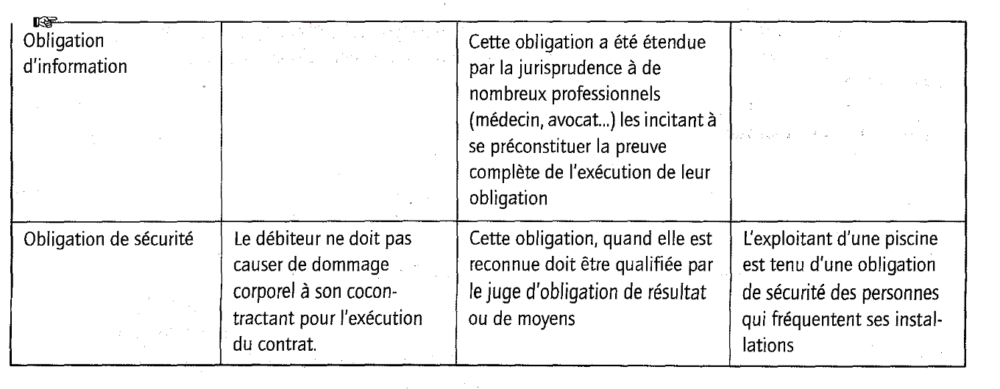 Obligation
d'information
Cette obligation a été étendue
par la jurisprudence à de
nombreux professionnels
(médecin, avocat...) les incitant à
se préconstituer la preuve
complète de l'exécution de leur
obligation
Obligation de sécurité
Le débiteur ne doit pas
causer de dommage
corporel à son cocon-
tractant pour l'exécution
du contrat.
Cette obligation, quand elle est
reconnue doit être qualifiée par
le juge d'obligation de résultat
ou de moyens
L'exploitant d'une piscine
est tenu d'une obligation
de sécurité des personnes
qui fréquentent ses instal-
lations